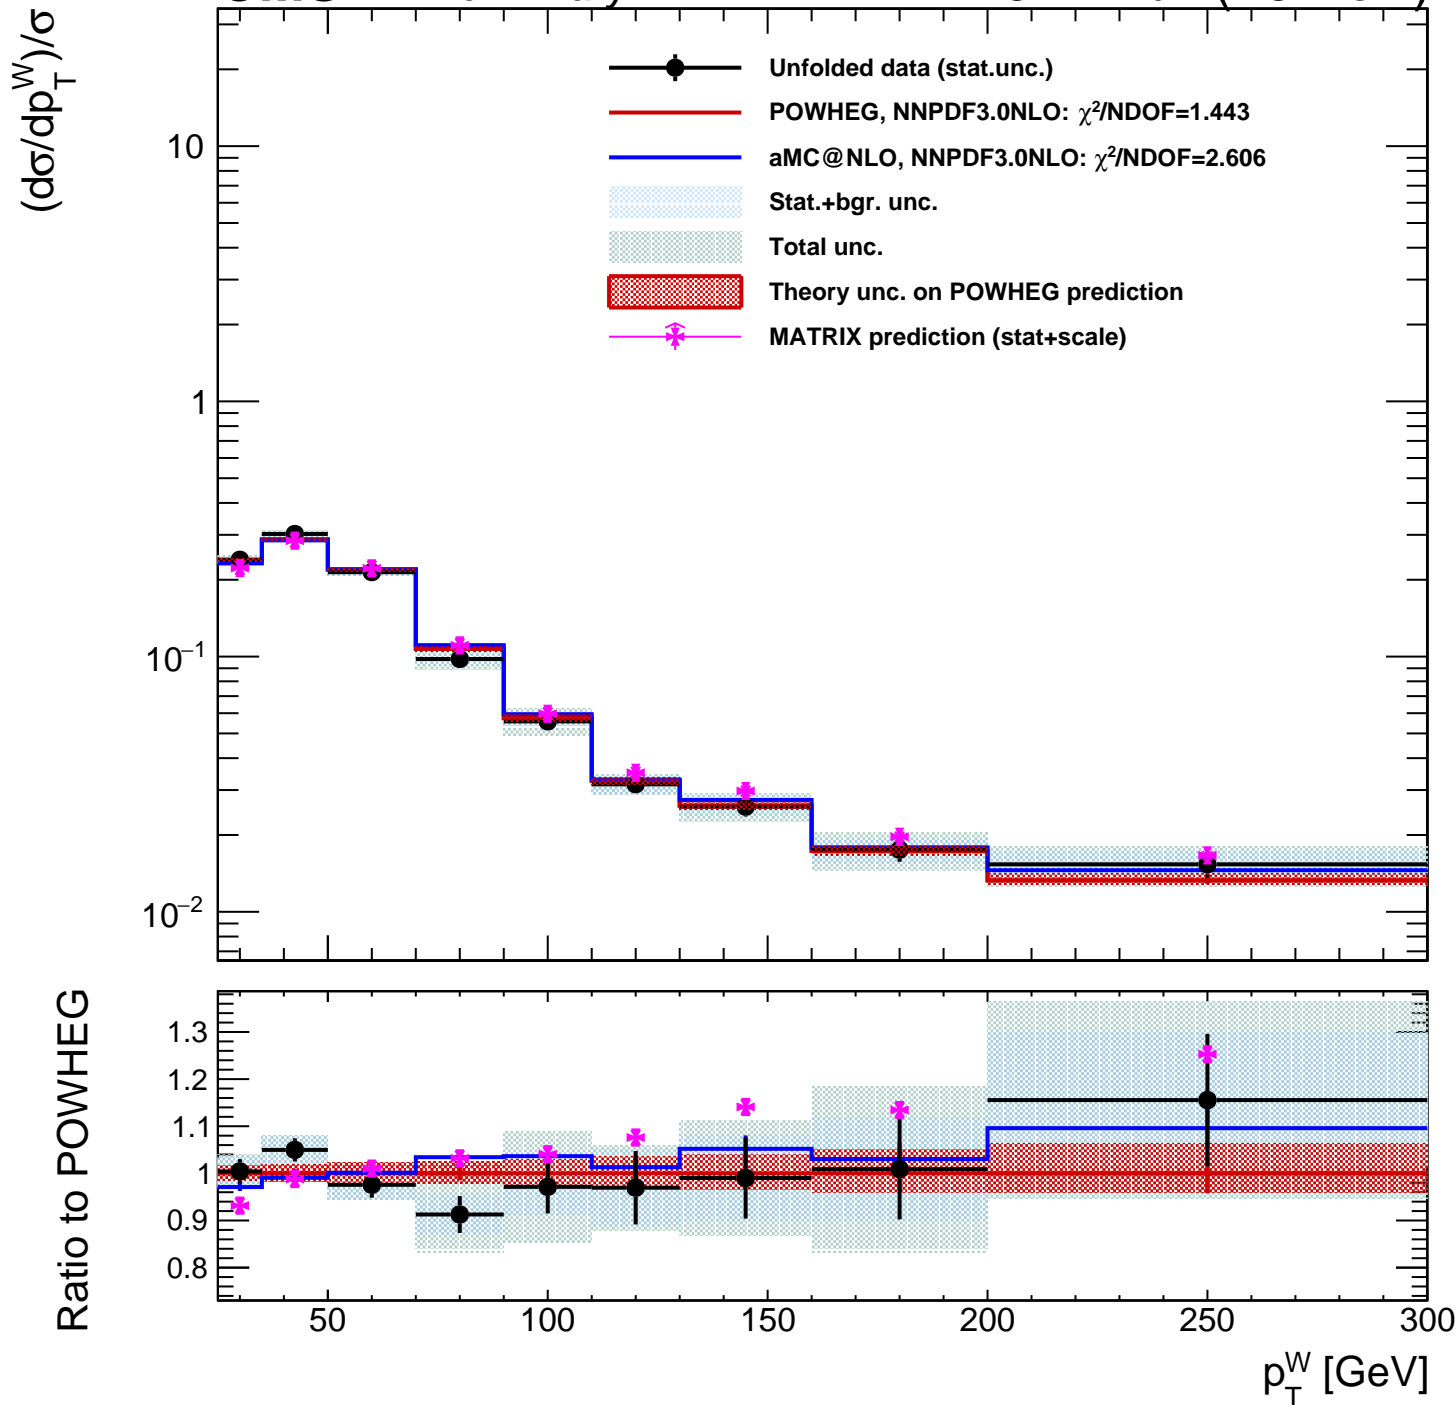 (dσ/dp_T^W)/σ
Unfolded data (stat.unc.)
POWHEG, NNPDF3.0NLO: χ²/NDOF=1.443
aMC@NLO, NNPDF3.0NLO: χ²/NDOF=2.606
Stat.+bgr. unc.
Total unc.
Theory unc. on POWHEG prediction
MATRIX prediction (stat+scale)
10
1
10⁻¹
10⁻²
Ratio to POWHEG
1.3
1.2
1.1
1
0.9
0.8
50 100 150 200 250 300
p_T^W [GeV]